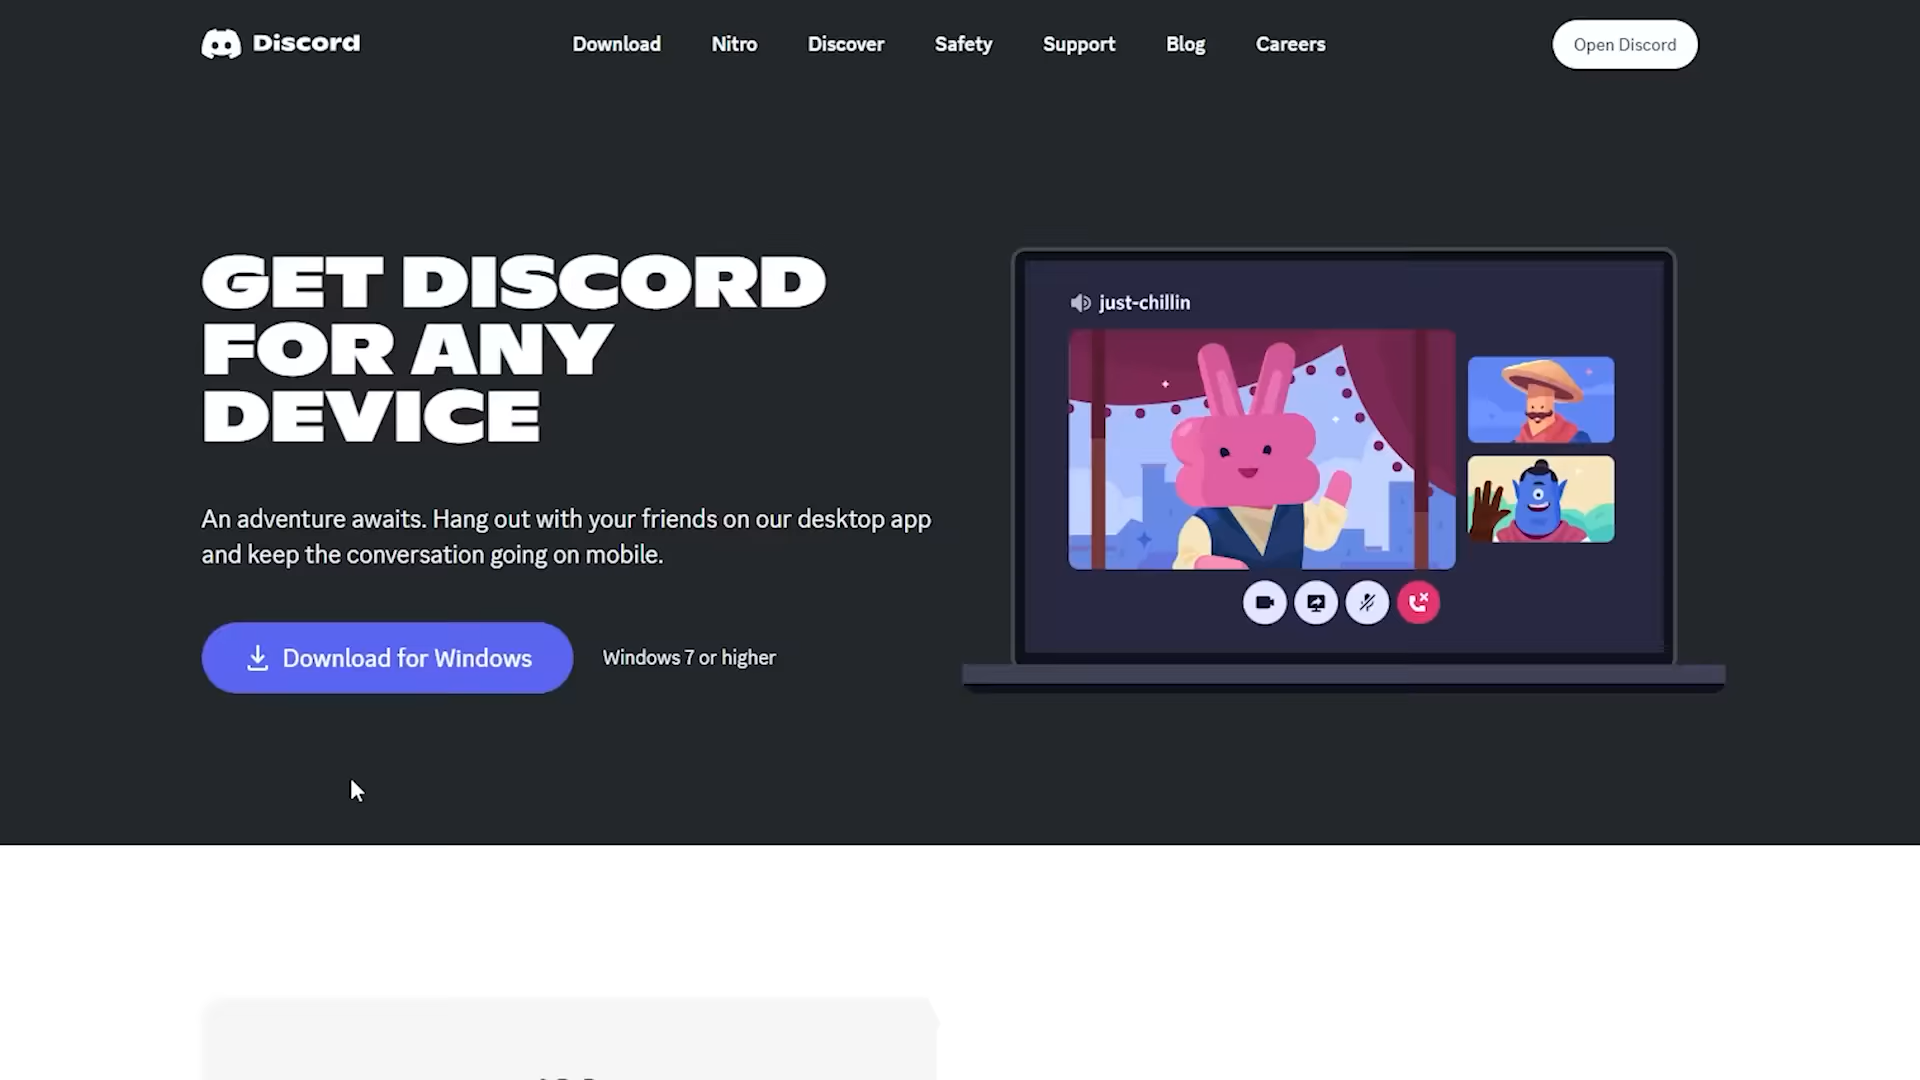 Discord
Download
Nitro
Discover
Safety
Support
Blog
Careers
Open Discord
GET DISCORD
FOR ANY
DEVICE
An adventure awaits. Hang out with your friends on our desktop app
and keep the conversation going on mobile.
Download for Windows
Windows 7 or higher
just-chillin